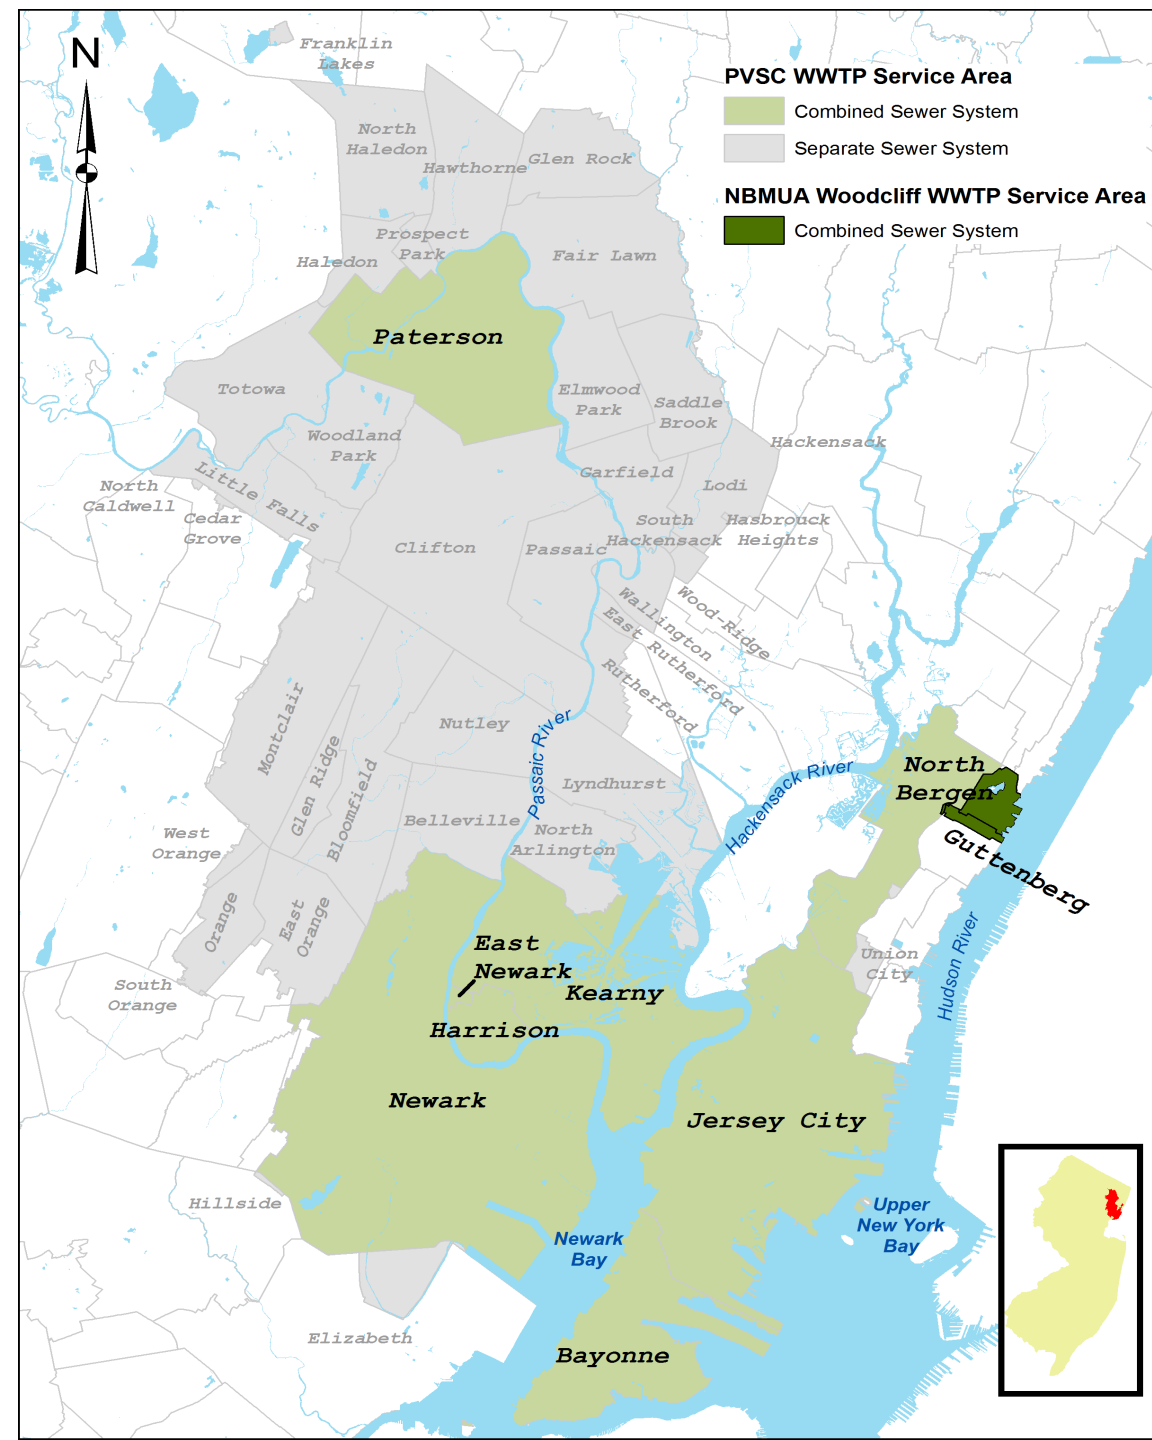 N
PVSC WWTP Service Area
Combined Sewer System
Separate Sewer System
NBMUA Woodcliff WWTP Service Area
Combined Sewer System
Franklin
Lakes
North
Haledon
Hawthorne
Glen Rock
Prospect
Park
Haledon
Fair Lawn
Paterson
Totowa
Elmwood
Park
Saddle
Brook
Woodland
Park
Hackensack
Little Falls
Garfield
Lodi
North
Caldwell
Cedar
Grove
South
Hackensack
Hasbrouck
Heights
Clifton
Passaic
Wallington
Wood-Ridge
East Rutherford
Rutherford
Montclair
Nutley
Passaic River
Glen Ridge
Bloomfield
Lyndhurst
Hackensack River
North
Bergen
Belleville
North
Arlington
West
Orange
Guttenberg
Orange
East
Orange
East
Newark
Kearny
Union
City
Hudson River
South
Orange
Harrison
Newark
Jersey City
Hillside
Newark
Bay
Upper
New York
Bay
Elizabeth
Bayonne